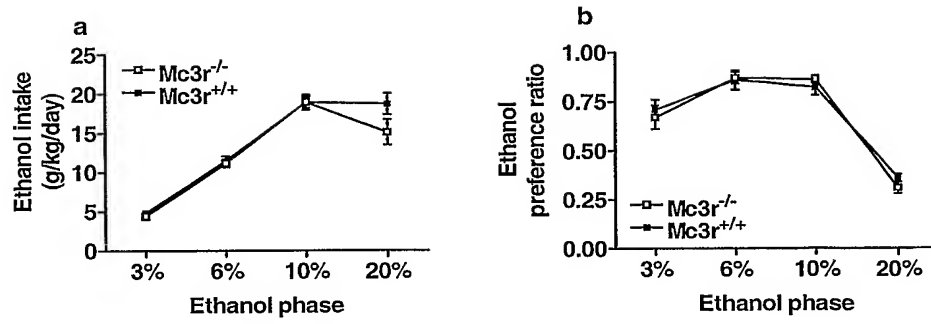 a
Ethanol intake
(g/kg/day)
25
20
15
10
5
0
Mc3r-/-
Mc3r+/+
3% 6% 10% 20%
Ethanol phase
b
Ethanol
preference ratio
1.00
0.75
0.50
0.25
0.00
Mc3r-/-
Mc3r+/+
3% 6% 10% 20%
Ethanol phase